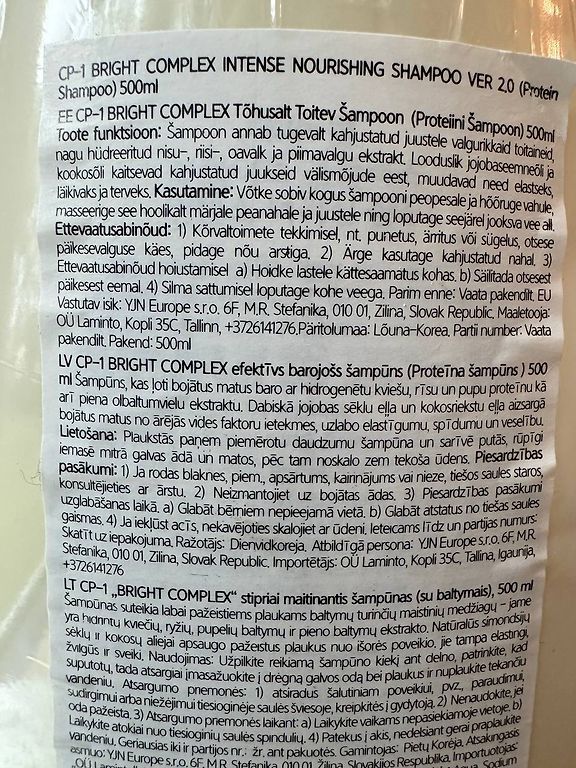 CP-1 BRIGHT COMPLEX INTENSE NOURISHING SHAMPOO VER 2,0 (Protein
Shampoo) 500ml
EE CP-1 BRIGHT COMPLEX Tõhusalt Toitev Šampoon (Proteiini Šampoon) 500ml
Toote funktsioon: Šampoon annab tugevalt kahjustatud juustele valgurikkaid toitaineid,
nagu hüdreeritud nisu-, riisi-, oavalk ja piimavalgu ekstrakt. Looduslik jojobaseemneõli ja
kookosõli kaitsevad kahjustatud juukseid välismõjude eest, muudavad need elastseks,
läikivaks ja terveks. Kasutamine: Võtke sobiv kogus šampooni peopesale ja hõõruge vahule,
masseerige see hoolikalt märjale peanahale ja juustele ning loputage seejärel jooksva vee all.
Ettevaatusabinõud: 1) Kõrvaltoimete tekkimisel, nt. punetus, ärritus või sügelus, otsese
päikesevalguse käes, pidage nõu arstiga. 2) Ärge kasutage kahjustatud nahal. 3)
Ettevaatusabinõud hoiustamisel a) Hoidke lastele kättesaamatus kohas. b) Säilitada otsesest
päikesest eemal. 4) Silma sattumisel loputage kohe veega. Parim enne: Vaata pakendilt. EU
Vastutav isik: YJN Europe s.r.o. 6F, M.R. Stefanika, 010 01, Zilina, Slovak Republic, Maaletooja:
OÜ Laminto, Kopli 35C, Tallinn, +3726141276.Päritolumaa: Lõuna-Korea, Partii number: Vaata
pakendilt. Pakend: 500ml
LV CP-1 BRIGHT COMPLEX efektīvs barojošs šampūns (Proteīna šampūns ) 500
ml Šampūns, kas ļoti bojātus matus baro ar hidrogenētu kviešu, rīsu un pupu proteīnu kā
arī piena olbaltumvielu ekstraktu. Dabiskā jojobas sēklu eļļa un kokosriekstu eļļa aizsargā
bojātus matus no ārējās vides faktoru ietekmes, uzlabo elastīgumu, spīdumu un veselību.
Lietošana: Plaukstās paņem piemērotu daudzumu šampūna un sarīvē putās, rūpīgi
iemasē mitrā galvas ādā un matos, pēc tam noskalo zem tekoša ūdens. Piesardzības
pasākumi: 1) Ja rodas blaknes, piem., apsārtums, kairinājums vai nieze, tiešos saules staros,
konsultējieties ar ārstu. 2) Neizmantojiet uz bojātas ādas. 3) Piesardzības pasākumi
uzglabāšanas laikā. a) Glabāt bērniem nepieejamā vietā. b) Glabāt atstatus no tiešas saules
gaismas. 4) Ja iekļūst acīs, nekavējoties skalojiet ar ūdeni. Ieteicams līdz un partijas numurs:
Skatīt uz iepakojuma. Ražotājs: Dienvidkoreja. Atbildīgā persona: YJN Europe s.r.o. 6F, M.R.
Stefanika, 010 01, Zilina, Slovak Republic. Importētājs: OÜ Laminto, Kopli 35C, Tallina, Igaunija,
+3726141276
LT CP-1 „BRIGHT COMPLEX“ stipriai maitinantis šampūnas (su baltymais), 500 ml
Šampūnas suteikia labai pažeistiems plaukams baltymų turinčių maistinių medžiagų – jame
yra hidrintų kviečių, ryžių, pupelių baltymų ir pieno baltymų ekstrakto. Natūralūs simondsijų
sėklų ir kokosų aliejai apsaugo pažeistus plaukus nuo išorės poveikio, jie tampa elastingi,
žvilgūs ir sveiki. Naudojimas: Užpilkite reikiamą šampūno kiekį ant delno, patrinkite, kad
suputotų, tada atsargiai įmasažuokite į drėgną galvos odą bei plaukus ir nuplaukite tekančiu
vandeniu. Atsargumo priemonės: 1) atsiradus šalutiniam poveikiui, pvz., paraudimui,
sudirgimui arba niežėjimui tiesioginėje saulės šviesoje, kreipkitės į gydytoją. 2) Nenaudokite, jei
oda pažeista. 3) Atsargumo priemonės laikant: a) Laikykite vaikams nepasiekiamoje vietoje. b)
Laikykite atokiai nuo tiesioginių saulės spindulių. 4) Patekus į akis, nedelsiant gerai praplaukite
vandeniu. Geriausias iki ir partijos nr.: žr. ant pakuotės. Gamintojas: Pietų Korėja. Atsakingasis
asmuo: YJN Europe s.r.o. 6F, M.R. Stefanika, 010 01, Žilina, Slovakijos Respublika. Importuotojas: